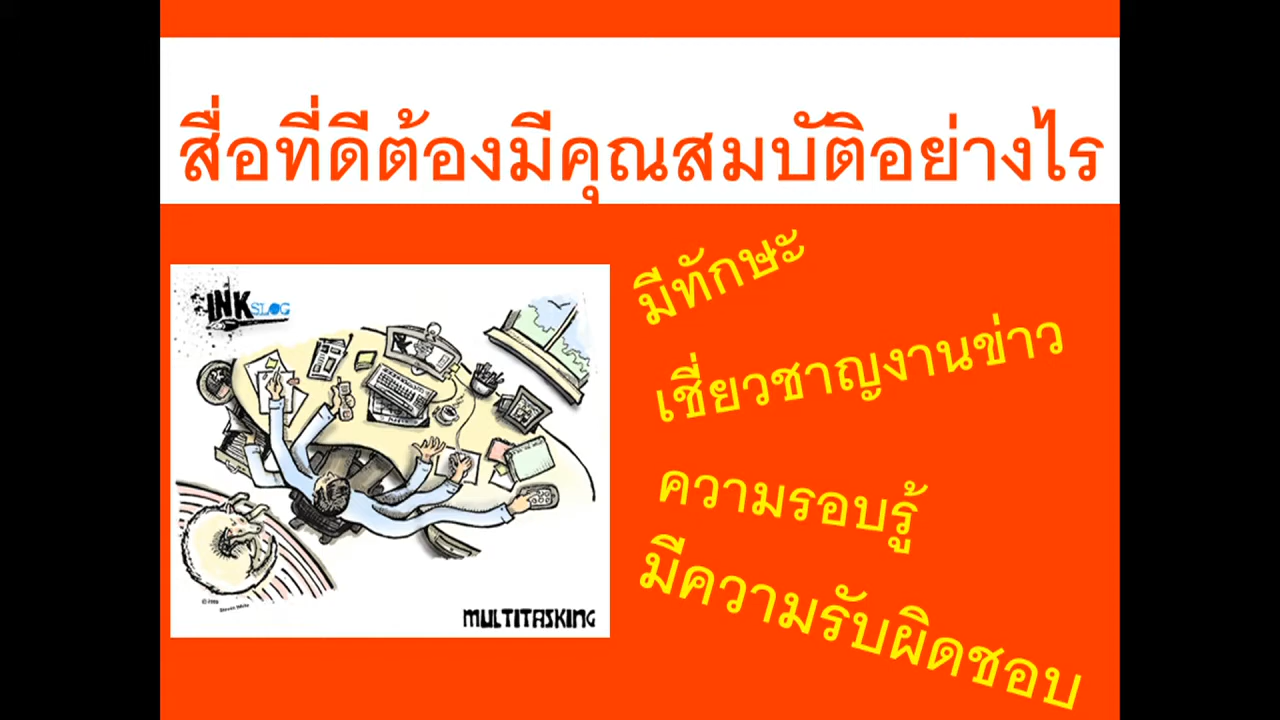 สื่อที่ดีต้องมีคุณสมบัติอย่างไร
มีทักษะ
เชี่ยวชาญงานข่าว
ความรอบรู้
มีความรับผิดชอบ
INK SLOG
MULTITASKING